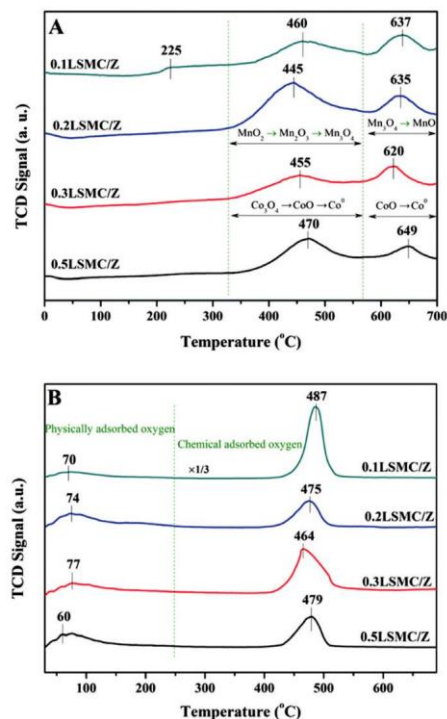 A
460
637
225
0.1LSMC/Z
445
635
0.2LSMC/Z
MnO₂ → Mn₂O₃ → Mn₃O₄
Mn₃O₄ → MnO
455
620
0.3LSMC/Z
Co₃O₄ → CoO → Co⁰
CoO → Co⁰
470
649
0.5LSMC/Z
TCD Signal (a. u.)
0 100 200 300 400 500 600 700
Temperature (°C)
B
487
Physically adsorbed oxygen
Chemical adsorbed oxygen
70
×1/3
0.1LSMC/Z
74
475
0.2LSMC/Z
77
464
0.3LSMC/Z
60
479
0.5LSMC/Z
TCD Signal (a.u.)
100 200 300 400 500 600
Temperature (°C)